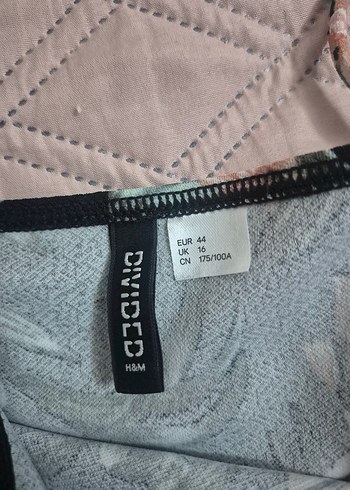 DIVIDED
H&M
EUR 44
UK 16
CN 175/100A